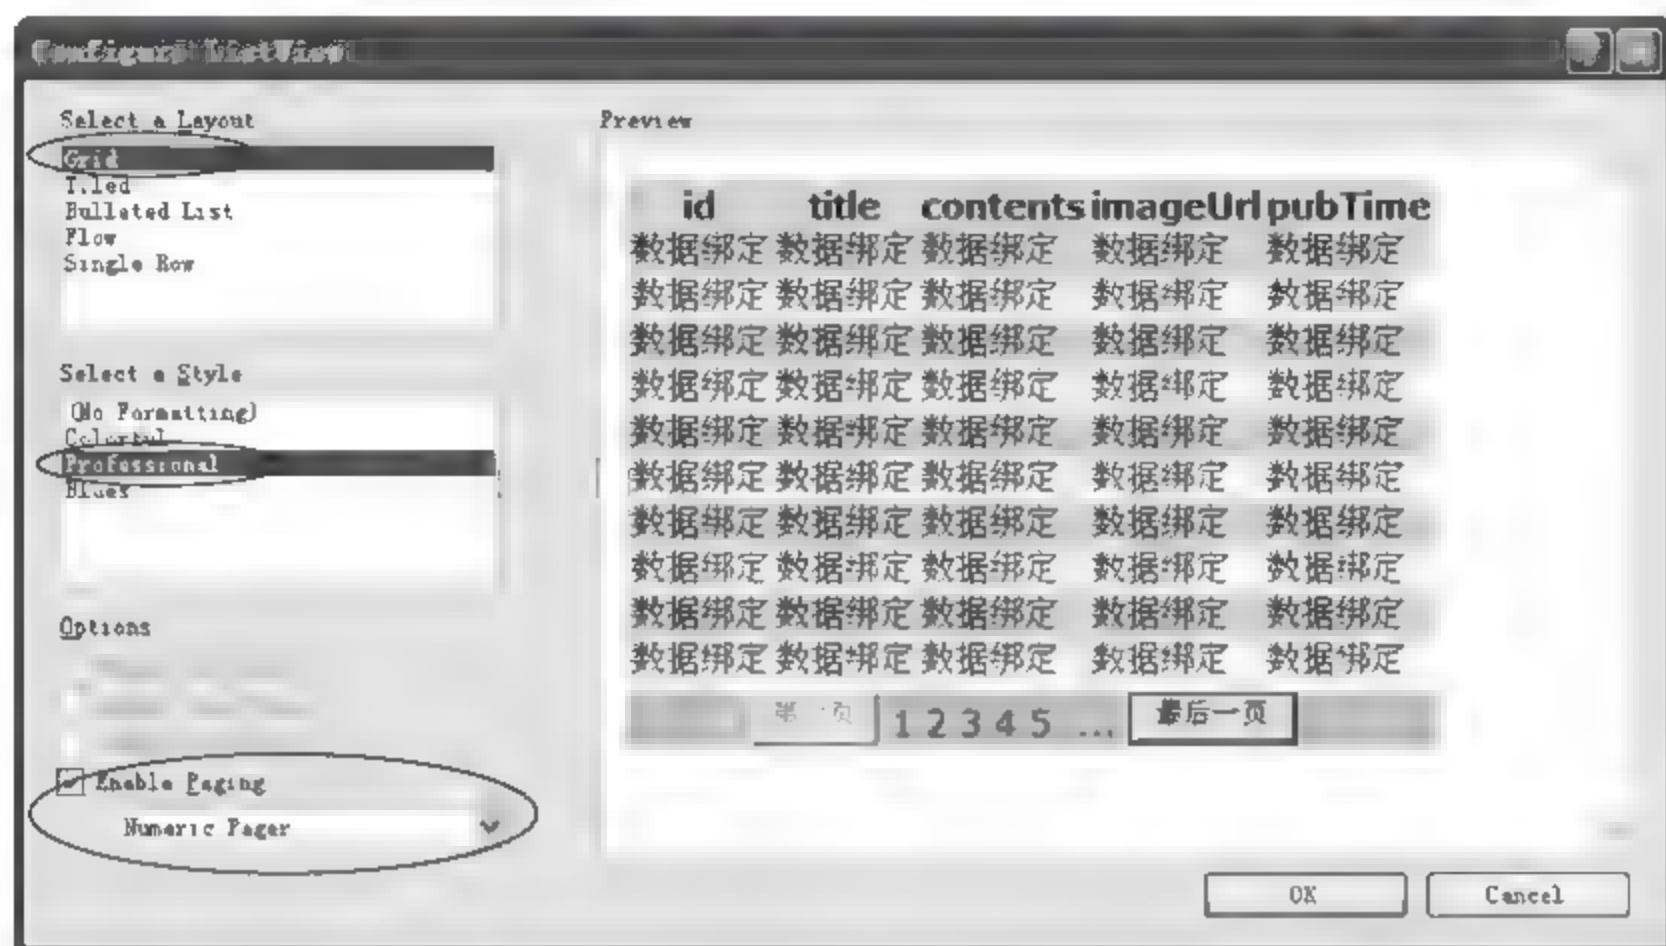 Configure ListView
Select a Layout
Grid
Tiled
Bulleted List
Flow
Single Row
Select a Style
(No Formatting)
Colorful
Professional
Blues
Options
Enable Paging
Numeric Pager
Preview
id title contents imageUrl pubTime
数据绑定 数据绑定 数据绑定 数据绑定 数据绑定
数据绑定 数据绑定 数据绑定 数据绑定 数据绑定
数据绑定 数据绑定 数据绑定 数据绑定 数据绑定
数据绑定 数据绑定 数据绑定 数据绑定 数据绑定
数据绑定 数据绑定 数据绑定 数据绑定 数据绑定
数据绑定 数据绑定 数据绑定 数据绑定 数据绑定
数据绑定 数据绑定 数据绑定 数据绑定 数据绑定
数据绑定 数据绑定 数据绑定 数据绑定 数据绑定
数据绑定 数据绑定 数据绑定 数据绑定 数据绑定
数据绑定 数据绑定 数据绑定 数据绑定 数据绑定
第一页 1 2 3 4 5 ... 最后一页
OK Cancel